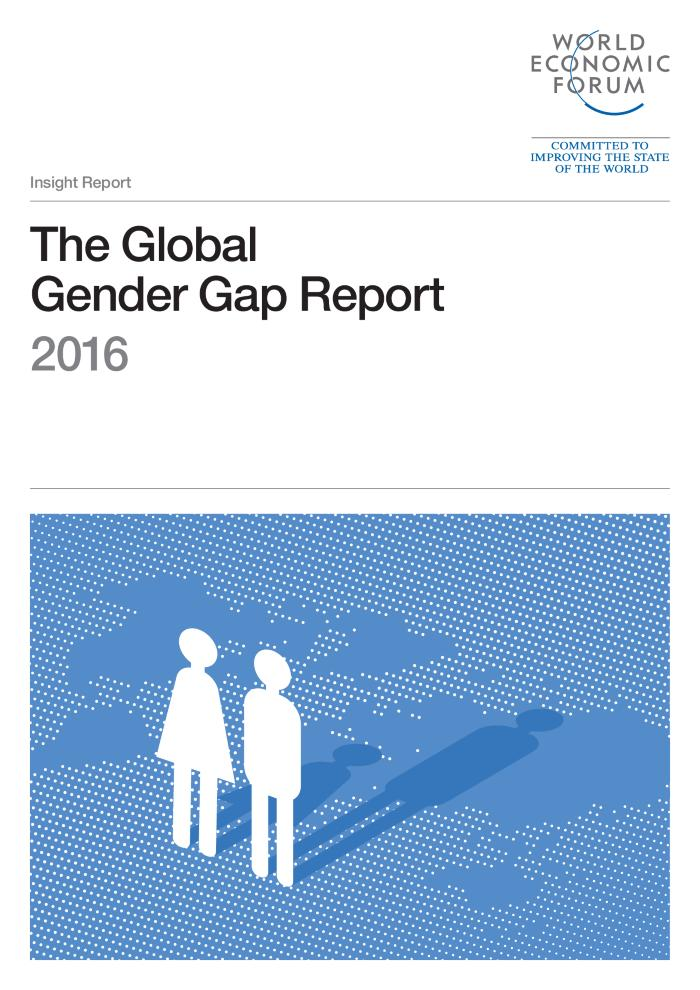 WORLD
ECONOMIC
FORUM
COMMITTED TO
IMPROVING THE STATE
OF THE WORLD
Insight Report
The Global
Gender Gap Report
2016